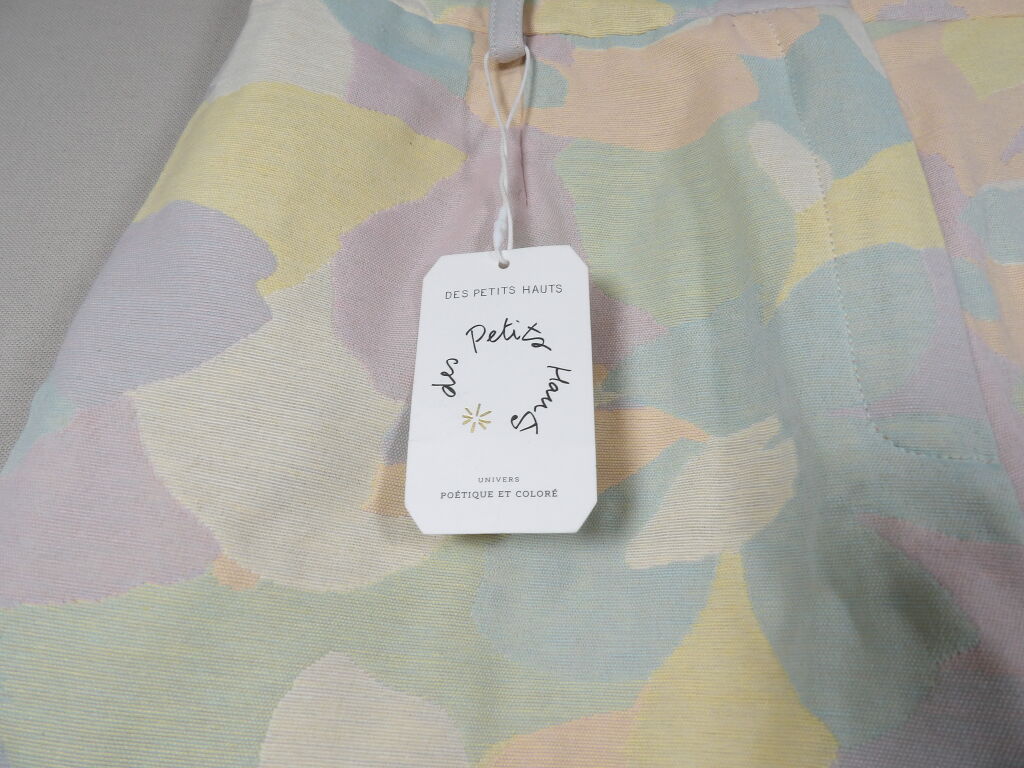 DES PETITS HAUTS
des Petits Hauts
UNIVERS
POÉTIQUE ET COLORÉ